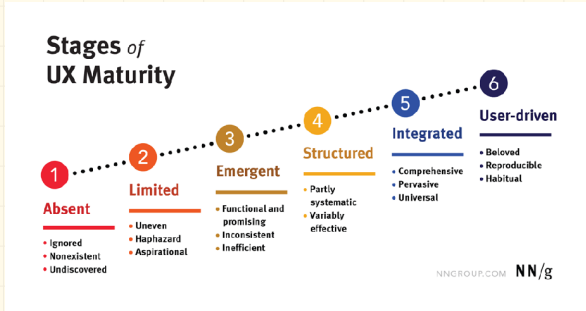 Stages of
UX Maturity
1
Absent
• Ignored
• Nonexistent
• Undiscovered
2
Limited
• Uneven
• Haphazard
• Aspirational
3
Emergent
• Functional and
promising
• Inconsistent
• Inefficient
4
Structured
• Partly
systematic
• Variably
effective
5
Integrated
• Comprehensive
• Pervasive
• Universal
6
User-driven
• Beloved
• Reproducible
• Habitual
NNGROUP.COM NN/g